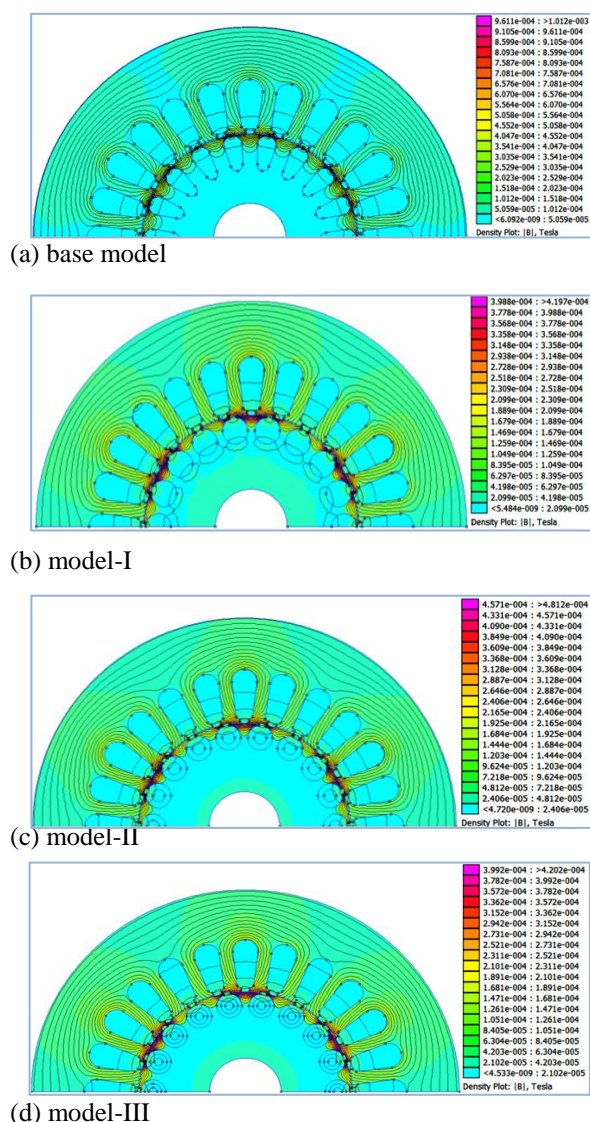 9.611e-004 : >1.012e-003
9.105e-004 : 9.611e-004
8.599e-004 : 9.105e-004
8.093e-004 : 8.599e-004
7.587e-004 : 8.093e-004
7.081e-004 : 7.587e-004
6.576e-004 : 7.081e-004
6.070e-004 : 6.576e-004
5.564e-004 : 6.070e-004
5.058e-004 : 5.564e-004
4.552e-004 : 5.058e-004
4.047e-004 : 4.552e-004
3.541e-004 : 4.047e-004
3.035e-004 : 3.541e-004
2.529e-004 : 3.035e-004
2.023e-004 : 2.529e-004
1.518e-004 : 2.023e-004
1.012e-004 : 1.518e-004
5.059e-005 : 1.012e-004
<6.092e-009 : 5.059e-005
Density Plot: |B|, Tesla
(a) base model
3.988e-004 : >4.197e-004
3.778e-004 : 3.988e-004
3.568e-004 : 3.778e-004
3.358e-004 : 3.568e-004
3.148e-004 : 3.358e-004
2.938e-004 : 3.148e-004
2.728e-004 : 2.938e-004
2.518e-004 : 2.728e-004
2.309e-004 : 2.518e-004
2.099e-004 : 2.309e-004
1.889e-004 : 2.099e-004
1.679e-004 : 1.889e-004
1.469e-004 : 1.679e-004
1.259e-004 : 1.469e-004
1.049e-004 : 1.259e-004
8.395e-005 : 1.049e-004
6.297e-005 : 8.395e-005
4.198e-005 : 6.297e-005
2.099e-005 : 4.198e-005
<5.484e-009 : 2.099e-005
Density Plot: |B|, Tesla
(b) model-I
4.571e-004 : >4.812e-004
4.331e-004 : 4.571e-004
4.090e-004 : 4.331e-004
3.849e-004 : 4.090e-004
3.609e-004 : 3.849e-004
3.368e-004 : 3.609e-004
3.128e-004 : 3.368e-004
2.887e-004 : 3.128e-004
2.646e-004 : 2.887e-004
2.406e-004 : 2.646e-004
2.165e-004 : 2.406e-004
1.925e-004 : 2.165e-004
1.684e-004 : 1.925e-004
1.444e-004 : 1.684e-004
1.203e-004 : 1.444e-004
9.624e-005 : 1.203e-004
7.218e-005 : 9.624e-005
4.812e-005 : 7.218e-005
2.406e-005 : 4.812e-005
<4.720e-009 : 2.406e-005
Density Plot: |B|, Tesla
(c) model-II
3.992e-004 : >4.202e-004
3.782e-004 : 3.992e-004
3.572e-004 : 3.782e-004
3.362e-004 : 3.572e-004
3.152e-004 : 3.362e-004
2.942e-004 : 3.152e-004
2.731e-004 : 2.942e-004
2.521e-004 : 2.731e-004
2.311e-004 : 2.521e-004
2.101e-004 : 2.311e-004
1.891e-004 : 2.101e-004
1.681e-004 : 1.891e-004
1.471e-004 : 1.681e-004
1.261e-004 : 1.471e-004
1.051e-004 : 1.261e-004
8.405e-005 : 1.051e-004
6.304e-005 : 8.405e-005
4.203e-005 : 6.304e-005
2.102e-005 : 4.203e-005
<4.533e-009 : 2.102e-005
Density Plot: |B|, Tesla
(d) model-III